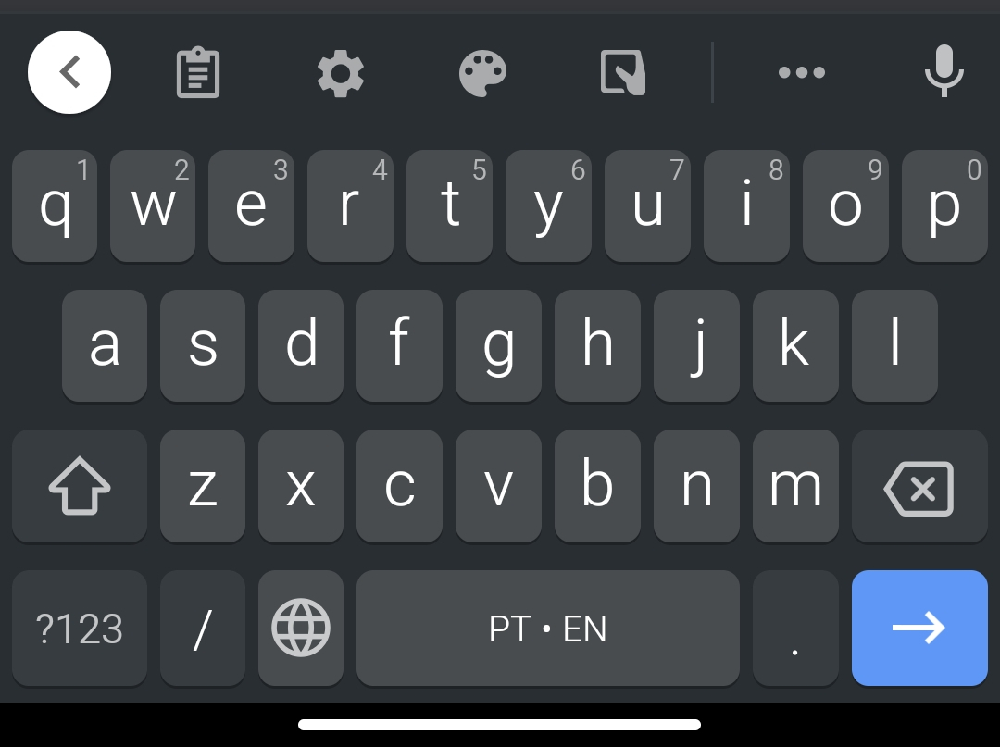 1 2 3 4 5 6 7 8 9 0
q w e r t y u i o p
a s d f g h j k l
z x c v b n m
?123 / PT • EN .